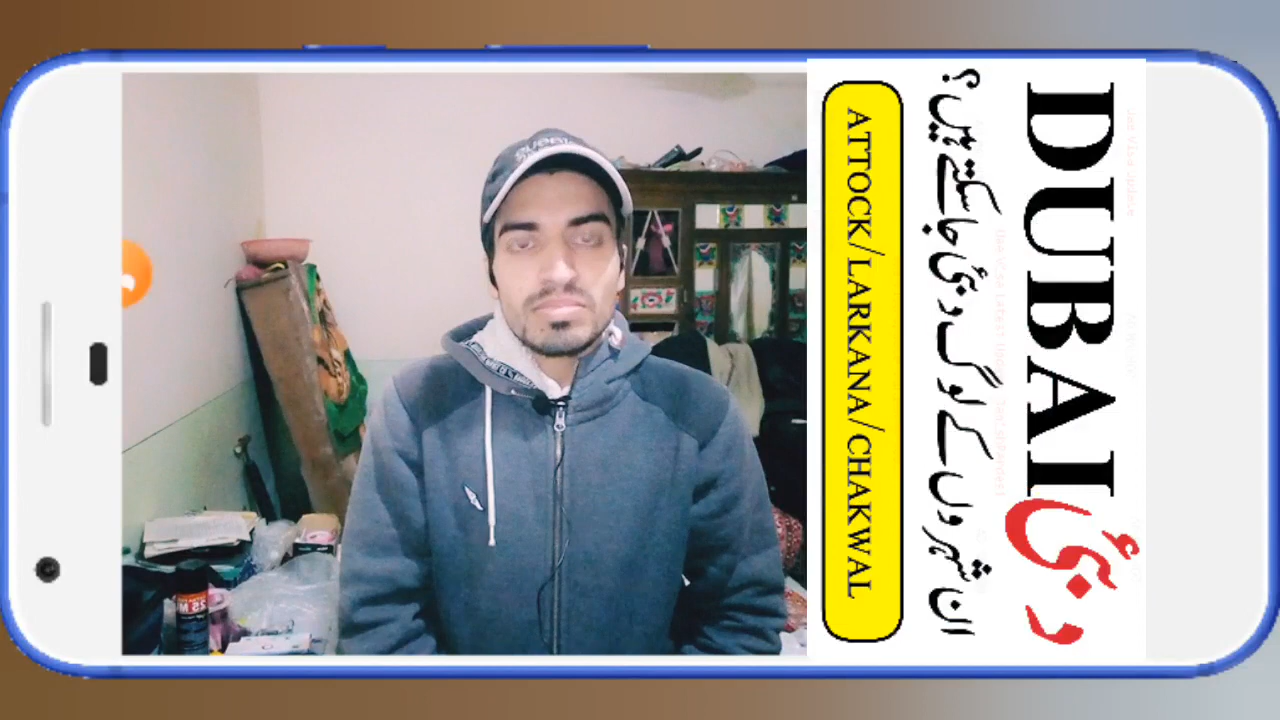 DUBAI دبئی
ان شہروں کے لوگ دبئی جا سکتے ہیں؟
ATTOCK/LARKANA/CHAKWAL